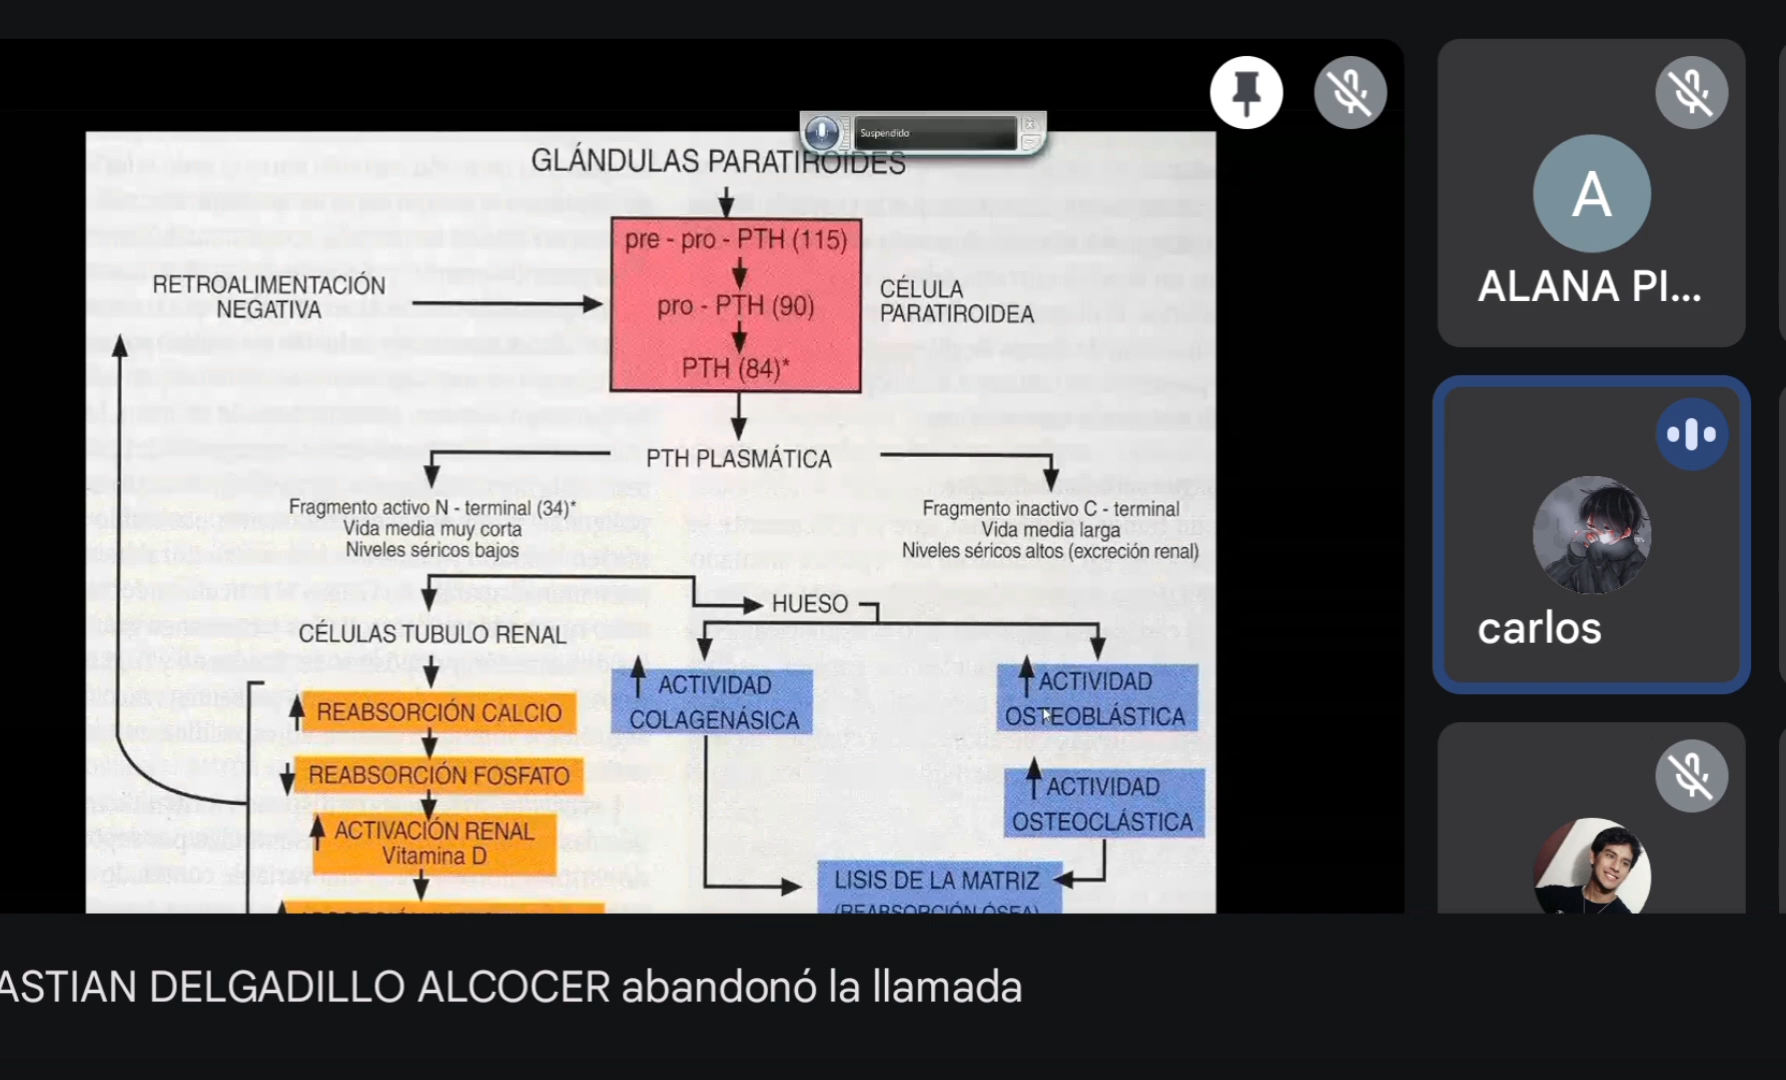 Suspendido
GLÁNDULAS PARATIROIDES
pre - pro - PTH (115)
pro - PTH (90)
PTH (84)*
RETROALIMENTACIÓN
NEGATIVA
CÉLULA
PARATIROIDEA
PTH PLASMÁTICA
Fragmento activo N - terminal (34)*
Vida media muy corta
Niveles séricos bajos
Fragmento inactivo C - terminal
Vida media larga
Niveles séricos altos (excreción renal)
HUESO
CÉLULAS TUBULO RENAL
REABSORCIÓN CALCIO
REABSORCIÓN FOSFATO
ACTIVACIÓN RENAL
Vitamina D
ACTIVIDAD
COLAGENÁSICA
ACTIVIDAD
OSTEOBLÁSTICA
ACTIVIDAD
OSTEOCLÁSTICA
LISIS DE LA MATRIZ
(REABSORCIÓN ÓSEA)
A
ALANA PI...
carlos
ASTIAN DELGADILLO ALCOCER abandonó la llamada